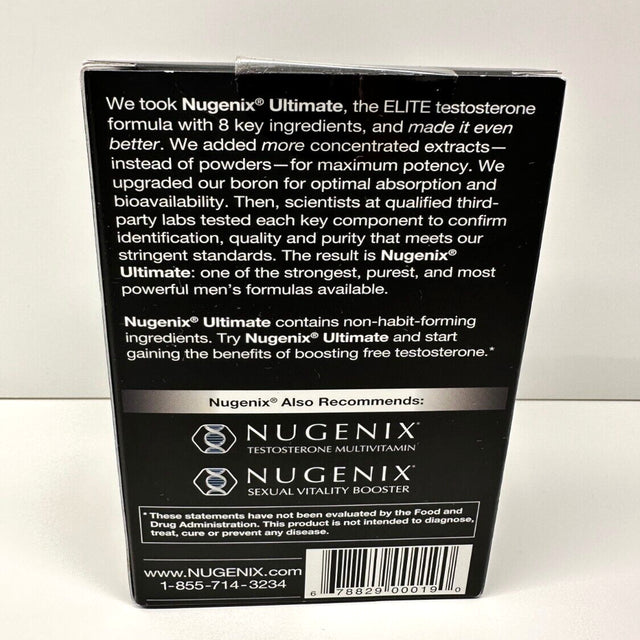 We took Nugenix® Ultimate, the ELITE testosterone
formula with 8 key ingredients, and made it even
better. We added more concentrated extracts—
instead of powders—for maximum potency. We
upgraded our boron for optimal absorption and
bioavailability. Then, scientists at qualified third-
party labs tested each key component to confirm
identification, quality and purity that meets our
stringent standards. The result is Nugenix®
Ultimate: one of the strongest, purest, and most
powerful men's formulas available.
Nugenix® Ultimate contains non-habit-forming
ingredients. Try Nugenix® Ultimate and start
gaining the benefits of boosting free testosterone.*
Nugenix® Also Recommends:
NUGENIX®
TESTOSTERONE MULTIVITAMIN
NUGENIX®
SEXUAL VITALITY BOOSTER
* These statements have not been evaluated by the Food and
Drug Administration. This product is not intended to diagnose,
treat, cure or prevent any disease.
www.NUGENIX.com
1-855-714-3234
6 78829 00019 0